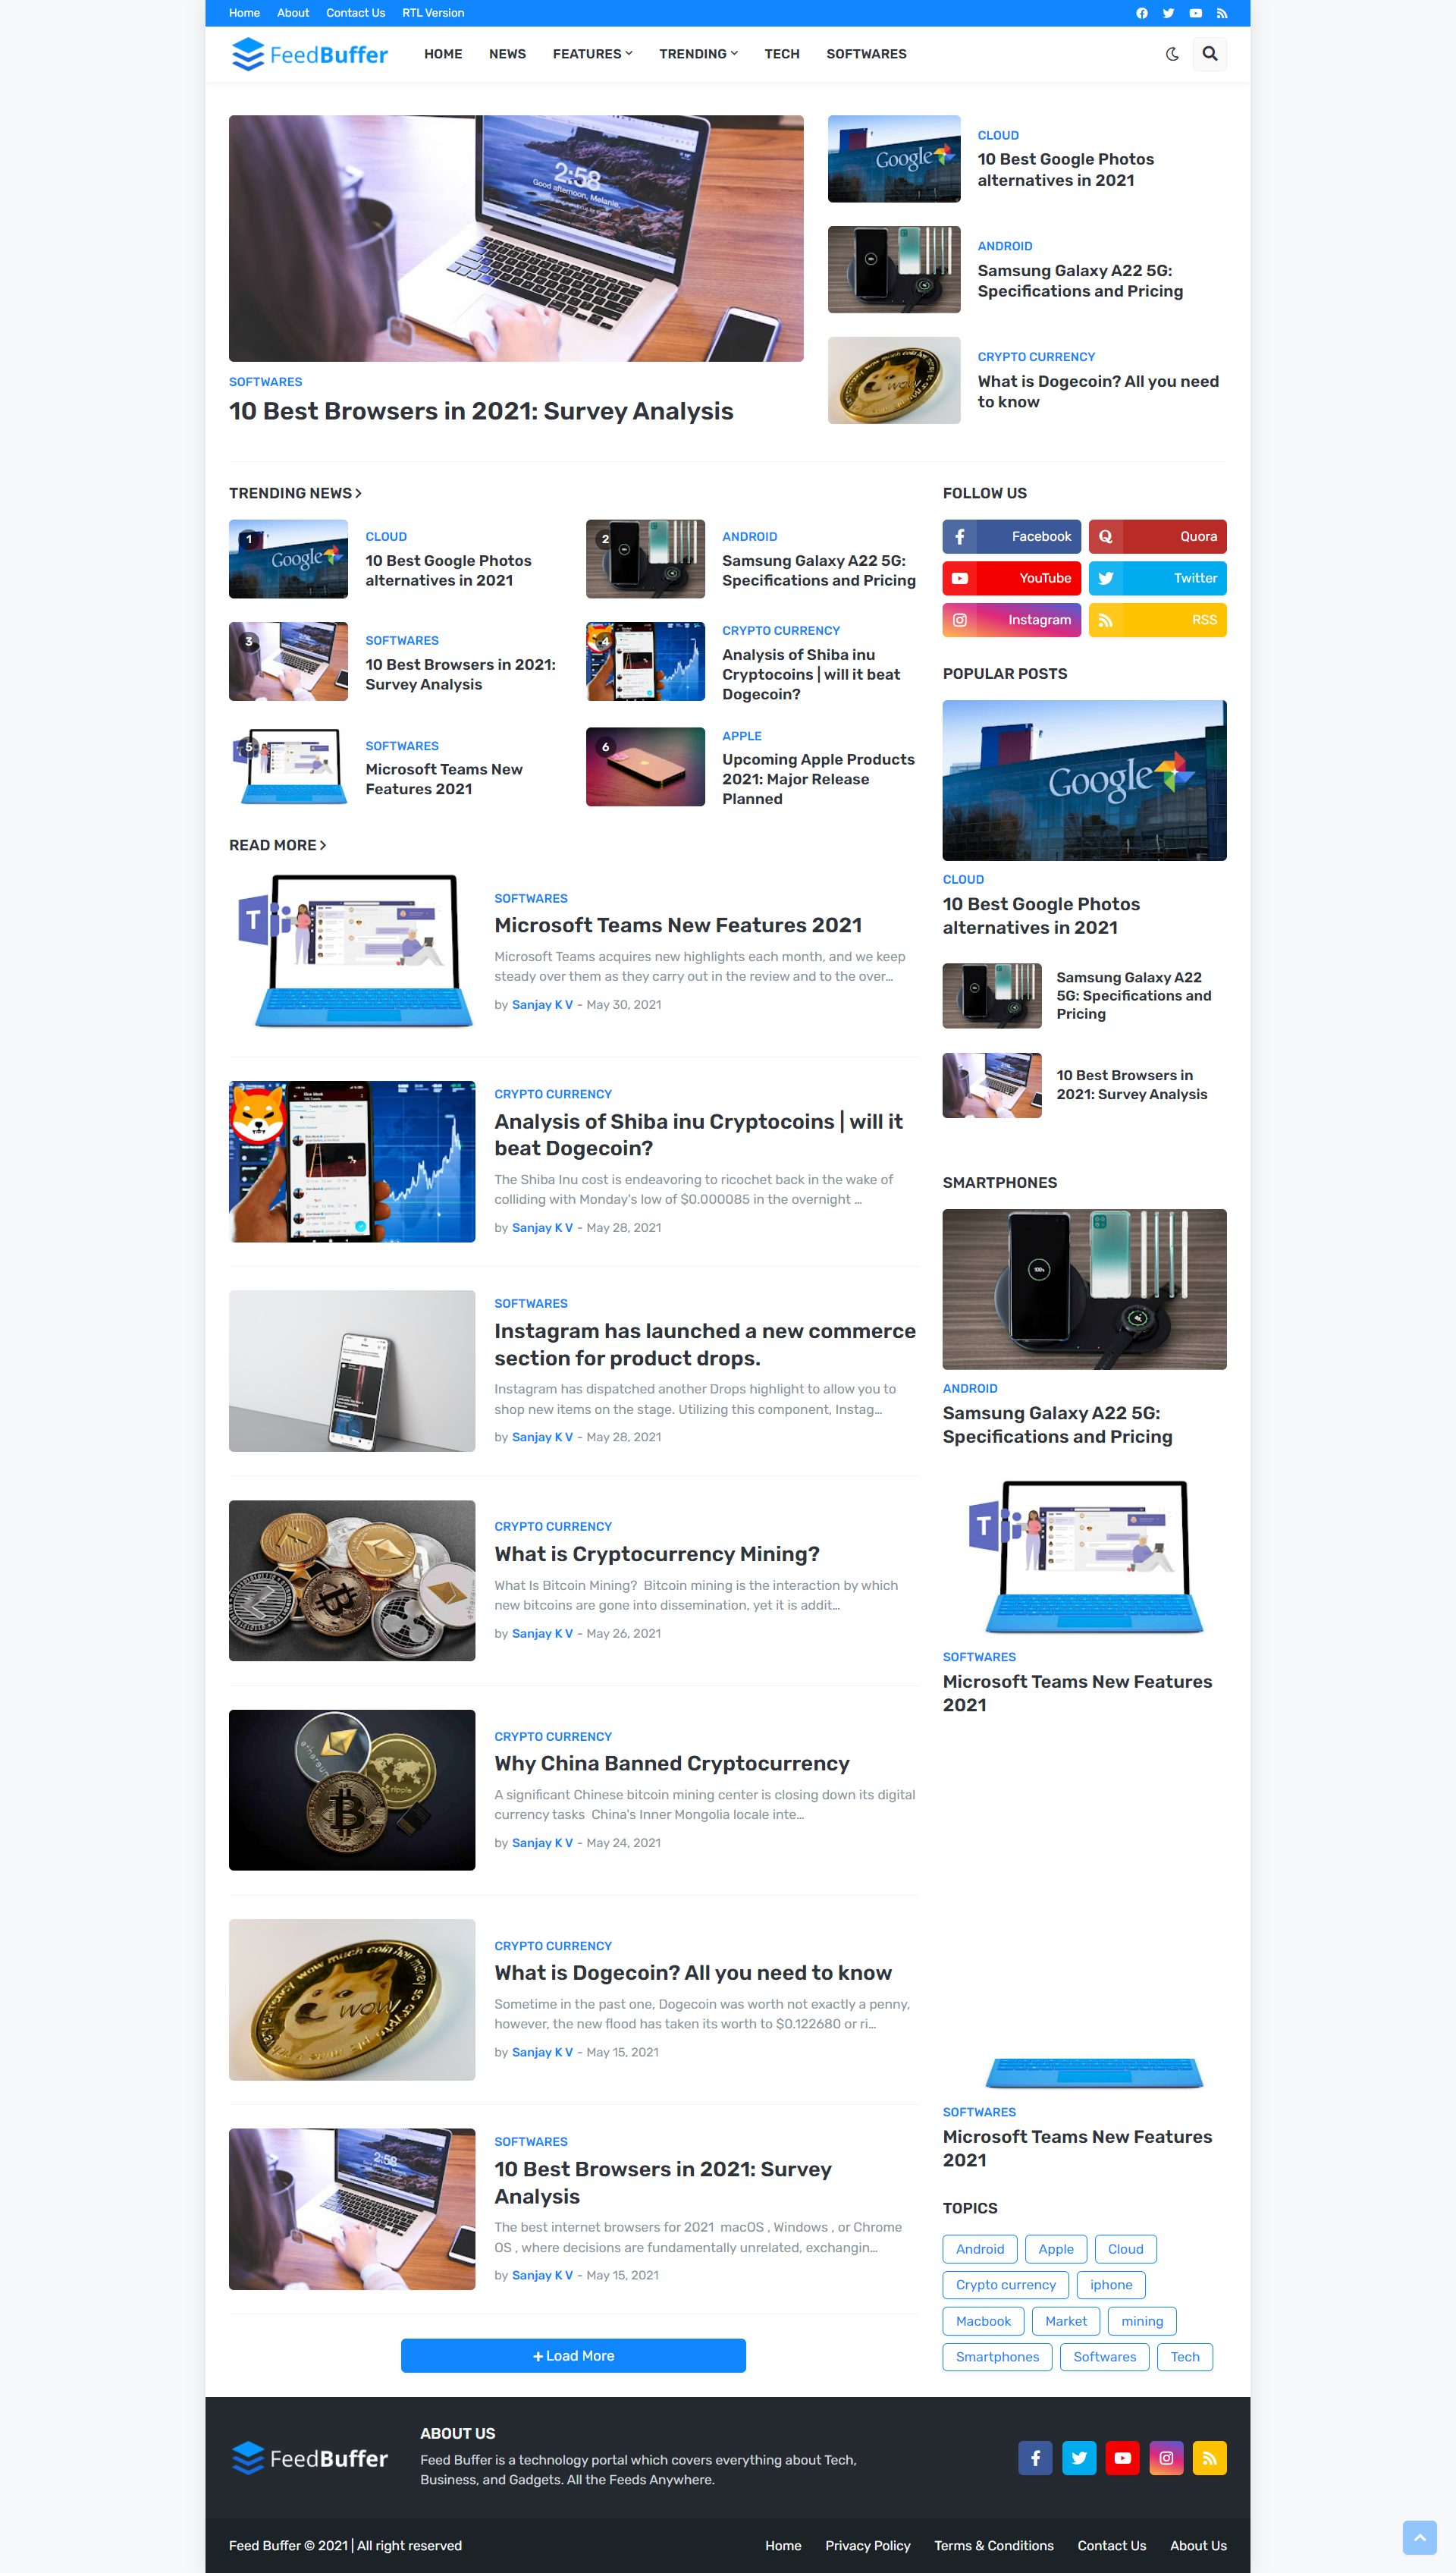 Home About Contact Us RTL Version
FeedBuffer
HOME NEWS FEATURES TRENDING TECH SOFTWARES
2:58
Good afternoon, Melanie.
SOFTWARES
10 Best Browsers in 2021: Survey Analysis
Google
CLOUD
10 Best Google Photos
alternatives in 2021
ANDROID
Samsung Galaxy A22 5G:
Specifications and Pricing
WOW
CRYPTO CURRENCY
What is Dogecoin? All you need
to know
TRENDING NEWS
1
Google
CLOUD
10 Best Google Photos
alternatives in 2021
2
ANDROID
Samsung Galaxy A22 5G:
Specifications and Pricing
3
SOFTWARES
10 Best Browsers in 2021:
Survey Analysis
4
CRYPTO CURRENCY
Analysis of Shiba inu
Cryptocoins | will it beat
Dogecoin?
5
SOFTWARES
Microsoft Teams New
Features 2021
6
APPLE
Upcoming Apple Products
2021: Major Release
Planned
READ MORE
T
SOFTWARES
Microsoft Teams New Features 2021
Microsoft Teams acquires new highlights each month, and we keep
steady over them as they carry out in the review and to the over…
by Sanjay K V - May 30, 2021
CRYPTO CURRENCY
Analysis of Shiba inu Cryptocoins | will it
beat Dogecoin?
The Shiba Inu cost is endeavoring to ricochet back in the wake of
colliding with Monday's low of $0.000085 in the overnight …
by Sanjay K V - May 28, 2021
SOFTWARES
Instagram has launched a new commerce
section for product drops.
Instagram has dispatched another Drops highlight to allow you to
shop new items on the stage. Utilizing this component, Instag…
by Sanjay K V - May 28, 2021
CRYPTO CURRENCY
What is Cryptocurrency Mining?
What Is Bitcoin Mining?  Bitcoin mining is the interaction by which
new bitcoins are gone into dissemination, yet it is addit…
by Sanjay K V - May 26, 2021
ethereum
ripple
CRYPTO CURRENCY
Why China Banned Cryptocurrency
A significant Chinese bitcoin mining center is closing down its digital
currency tasks  China's Inner Mongolia locale inte…
by Sanjay K V - May 24, 2021
wow much coin how money so crypto
WOW
CRYPTO CURRENCY
What is Dogecoin? All you need to know
Sometime in the past one, Dogecoin was worth not exactly a penny,
however, the new flood has taken its worth to $0.122680 or ri…
by Sanjay K V - May 15, 2021
2:58
SOFTWARES
10 Best Browsers in 2021: Survey
Analysis
The best internet browsers for 2021  macOS , Windows , or Chrome
OS , where decisions are fundamentally unrelated, exchangin…
by Sanjay K V - May 15, 2021
+ Load More
FOLLOW US
Facebook
Quora
YouTube
Twitter
Instagram
RSS
POPULAR POSTS
Google
CLOUD
10 Best Google Photos
alternatives in 2021
Samsung Galaxy A22
5G: Specifications and
Pricing
10 Best Browsers in
2021: Survey Analysis
SMARTPHONES
100%
ANDROID
Samsung Galaxy A22 5G:
Specifications and Pricing
T
SOFTWARES
Microsoft Teams New Features
2021
SOFTWARES
Microsoft Teams New Features
2021
TOPICS
Android Apple Cloud
Crypto currency iphone
Macbook Market mining
Smartphones Softwares Tech
FeedBuffer
ABOUT US
Feed Buffer is a technology portal which covers everything about Tech,
Business, and Gadgets. All the Feeds Anywhere.
Feed Buffer © 2021 | All right reserved
Home Privacy Policy Terms & Conditions Contact Us About Us